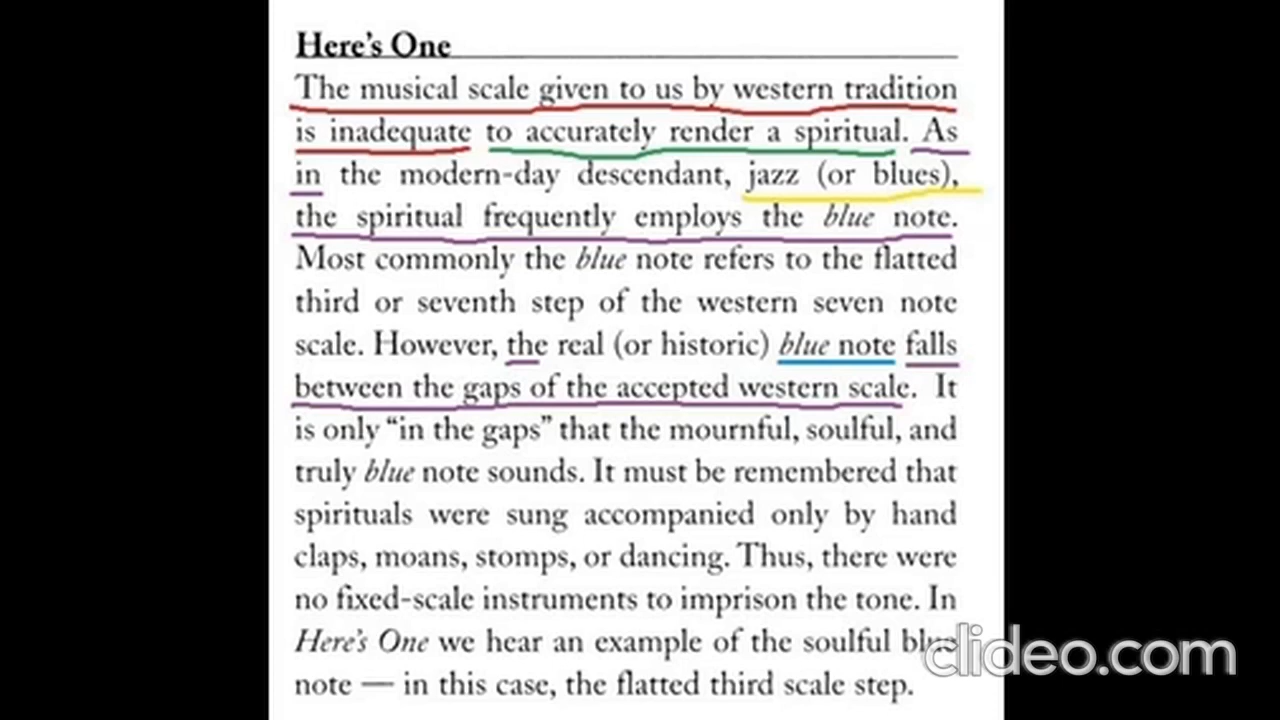 Here's One
The musical scale given to us by western tradition
is inadequate to accurately render a spiritual. As
in the modern-day descendant, jazz (or blues),
the spiritual frequently employs the blue note.
Most commonly the blue note refers to the flatted
third or seventh step of the western seven note
scale. However, the real (or historic) blue note falls
between the gaps of the accepted western scale. It
is only “in the gaps” that the mournful, soulful, and
truly blue note sounds. It must be remembered that
spirituals were sung accompanied only by hand
claps, moans, stomps, or dancing. Thus, there were
no fixed-scale instruments to imprison the tone. In
Here's One we hear an example of the soulful blue
note — in this case, the flatted third scale step.
clideo.com